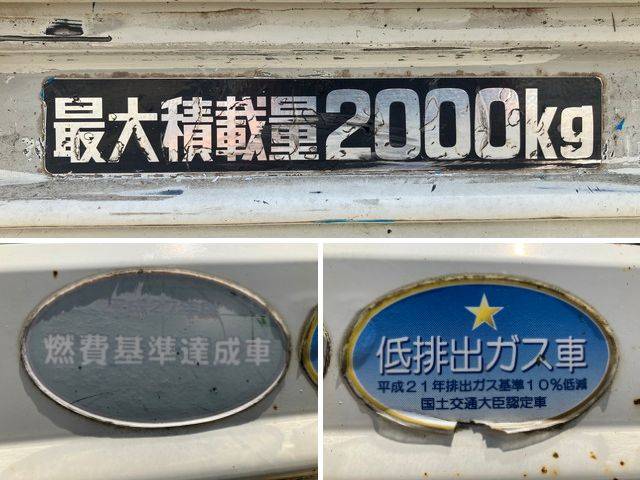 最大積載量2000kg
燃費基準達成車
低排出ガス車
平成21年排出ガス基準10%低減
国土交通大臣認定車